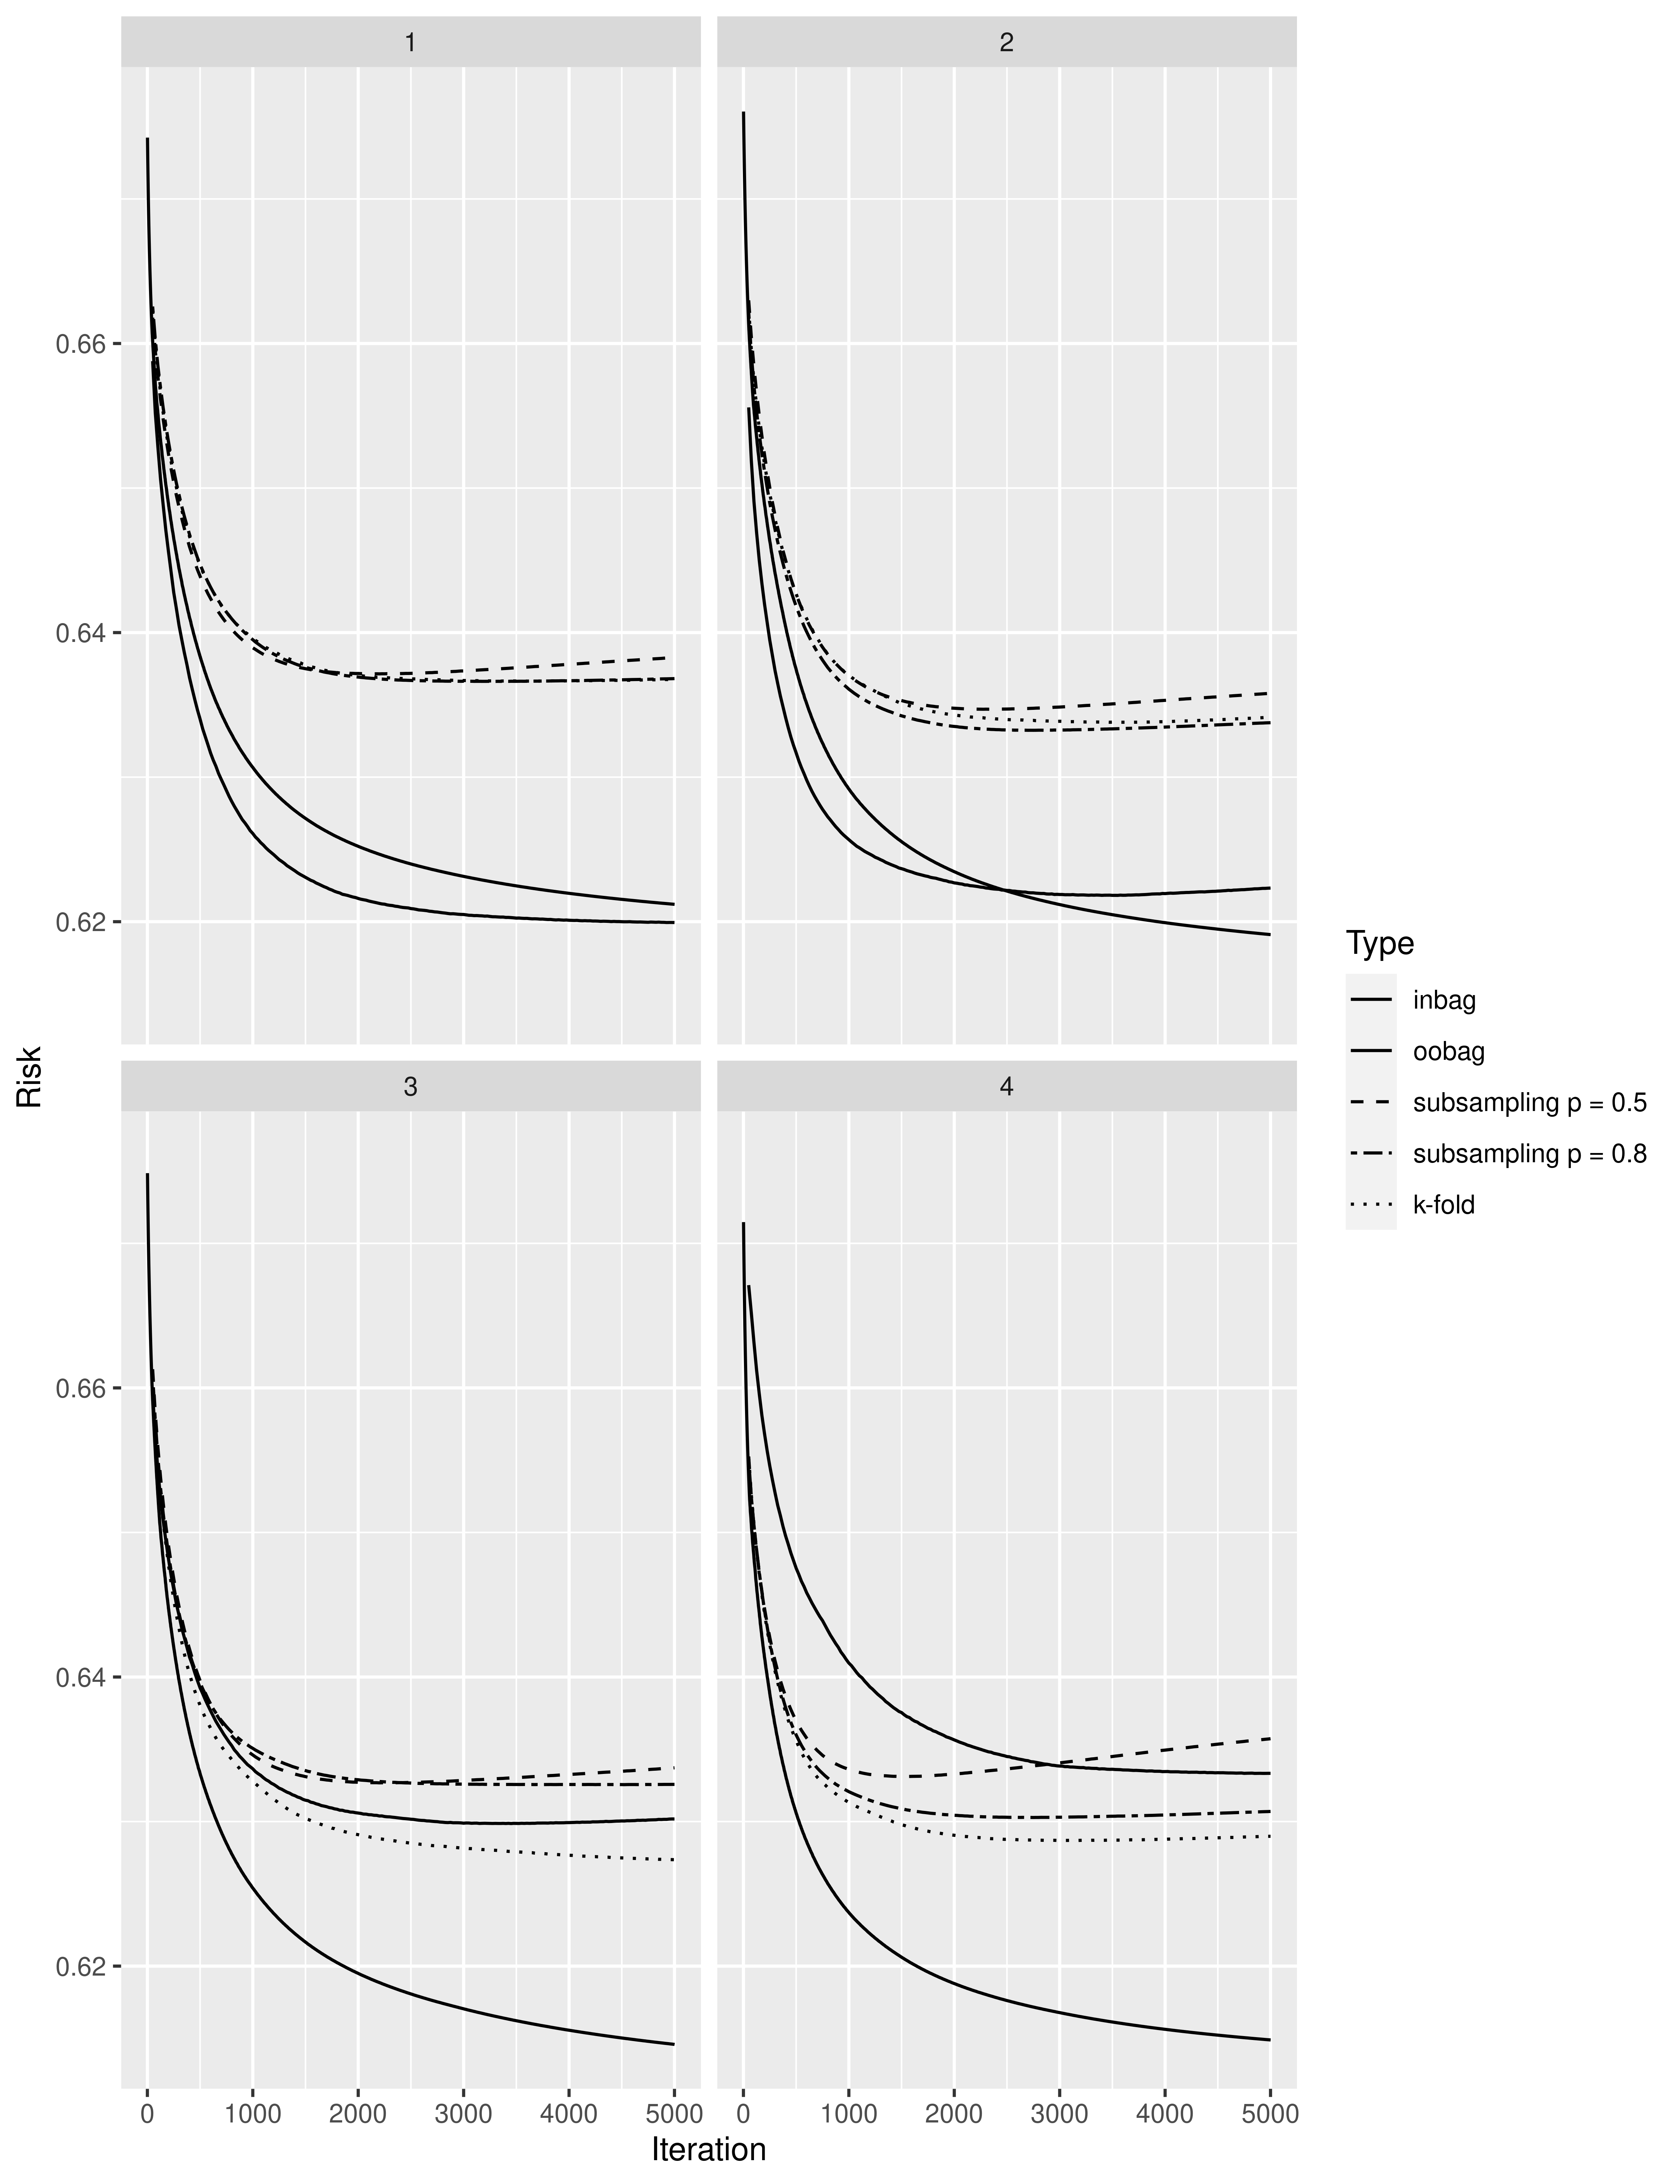 1
2
0.66
0.64
0.62
Risk
3
4
0.66
0.64
0.62
0 1000 2000 3000 4000 5000
0 1000 2000 3000 4000 5000
Iteration
Type
inbag
oobag
subsampling p = 0.5
subsampling p = 0.8
k-fold